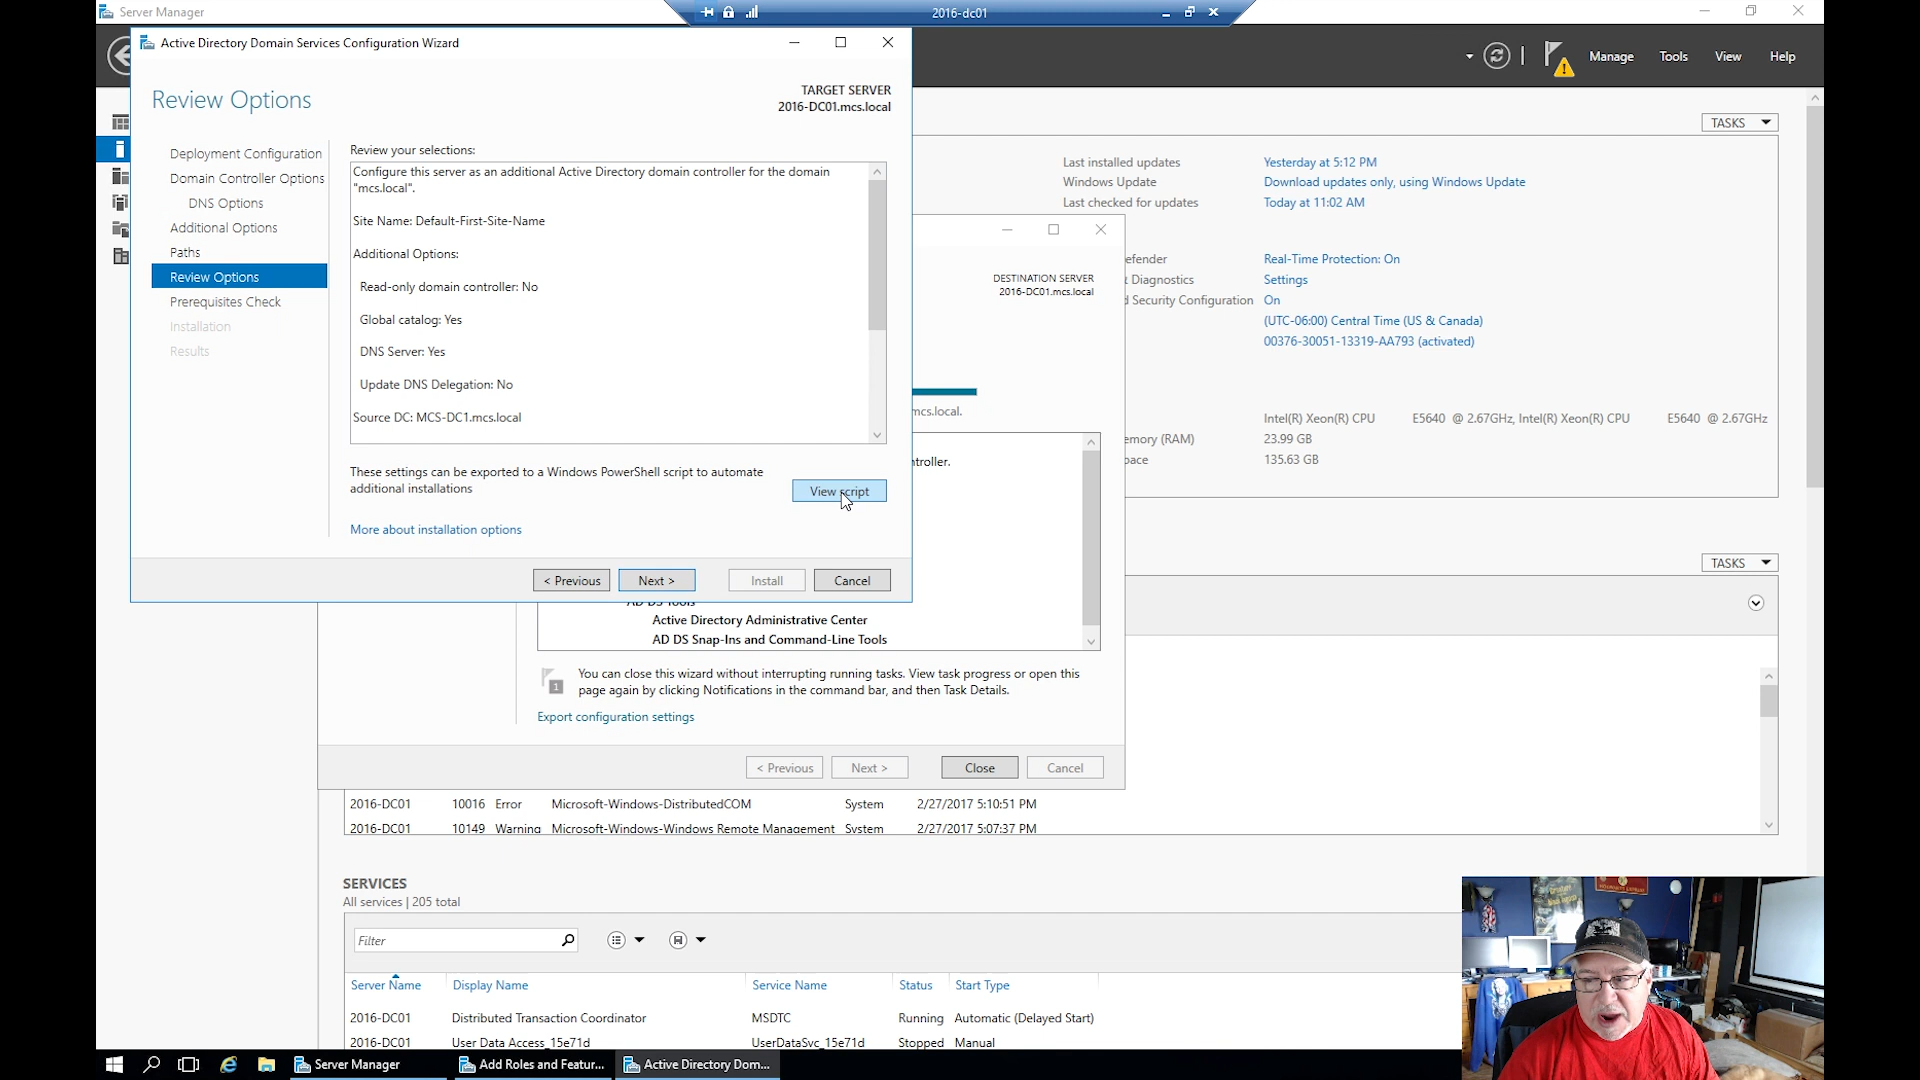 Server Manager
2016-dc01
Manage Tools View Help
Active Directory Domain Services Configuration Wizard
Review Options
TARGET SERVER
2016-DC01.mcs.local
Deployment Configuration
Domain Controller Options
DNS Options
Additional Options
Paths
Review Options
Prerequisites Check
Installation
Results
Review your selections:
Configure this server as an additional Active Directory domain controller for the domain
"mcs.local".
Site Name: Default-First-Site-Name
Additional Options:
Read-only domain controller: No
Global catalog: Yes
DNS Server: Yes
Update DNS Delegation: No
Source DC: MCS-DC1.mcs.local
These settings can be exported to a Windows PowerShell script to automate
additional installations
View script
More about installation options
< Previous Next > Install Cancel
TASKS
Last installed updates Yesterday at 5:12 PM
Windows Update Download updates only, using Windows Update
Last checked for updates Today at 11:02 AM
efender Real-Time Protection: On
t Diagnostics Settings
d Security Configuration On
(UTC-06:00) Central Time (US & Canada)
00376-30051-13319-AA793 (activated)
Intel(R) Xeon(R) CPU E5640 @ 2.67GHz, Intel(R) Xeon(R) CPU E5640 @ 2.67GHz
emory (RAM) 23.99 GB
pace 135.63 GB
DESTINATION SERVER
2016-DC01.mcs.local
mcs.local.
ntroller.
AD DS Tools
Active Directory Administrative Center
AD DS Snap-Ins and Command-Line Tools
1
You can close this wizard without interrupting running tasks. View task progress or open this
page again by clicking Notifications in the command bar, and then Task Details.
Export configuration settings
< Previous Next > Close Cancel
TASKS
2016-DC01 10016 Error Microsoft-Windows-DistributedCOM System 2/27/2017 5:10:51 PM
2016-DC01 10149 Warning Microsoft-Windows-Windows Remote Management System 2/27/2017 5:07:37 PM
SERVICES
All services | 205 total
Filter
Server Name Display Name Service Name Status Start Type
2016-DC01 Distributed Transaction Coordinator MSDTC Running Automatic (Delayed Start)
2016-DC01 User Data Access_15e71d UserDataSvc_15e71d Stopped Manual
Server Manager
Add Roles and Featur...
Active Directory Dom...